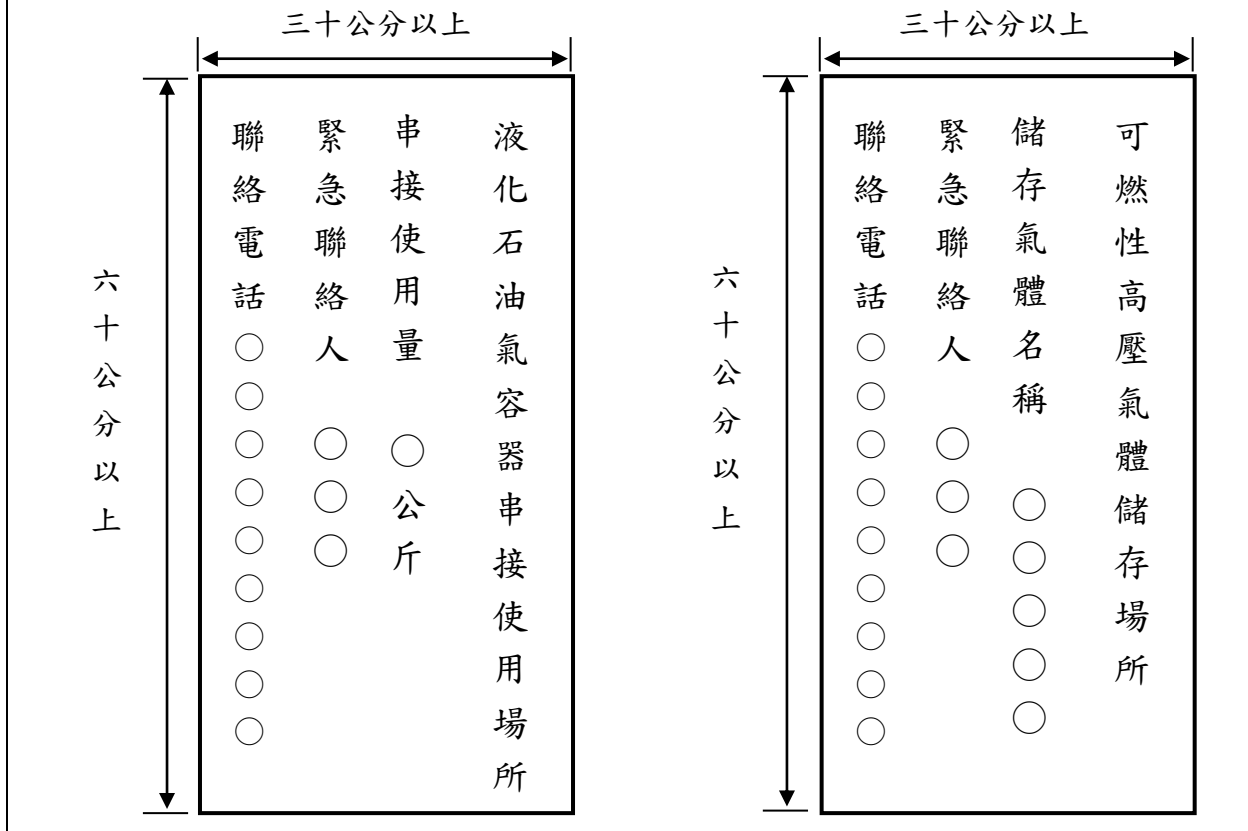 三十公分以上
六十公分以上
可燃性高壓氣體儲存場所
儲存氣體名稱 ○○○○○
緊急聯絡人 ○○○
聯絡電話○○○○○○○○○
三十公分以上
六十公分以上
液化石油氣容器串接使用場所
串接使用量 ○公斤
緊急聯絡人 ○○○
聯絡電話○○○○○○○○○